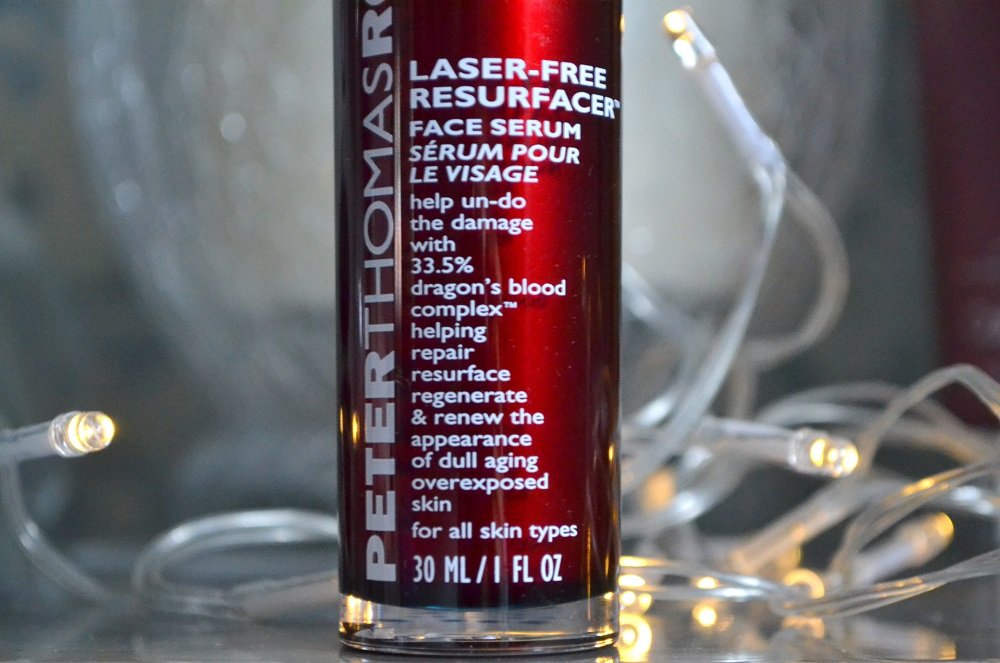 PETERTHOMASRO
LASER-FREE
RESURFACER™
FACE SERUM
SÉRUM POUR
LE VISAGE
help un-do
the damage
with
33.5%
dragon's blood
complex™
helping
repair
resurface
regenerate
& renew the
appearance
of dull aging
overexposed
skin
for all skin types
30 ML/1 FL OZ